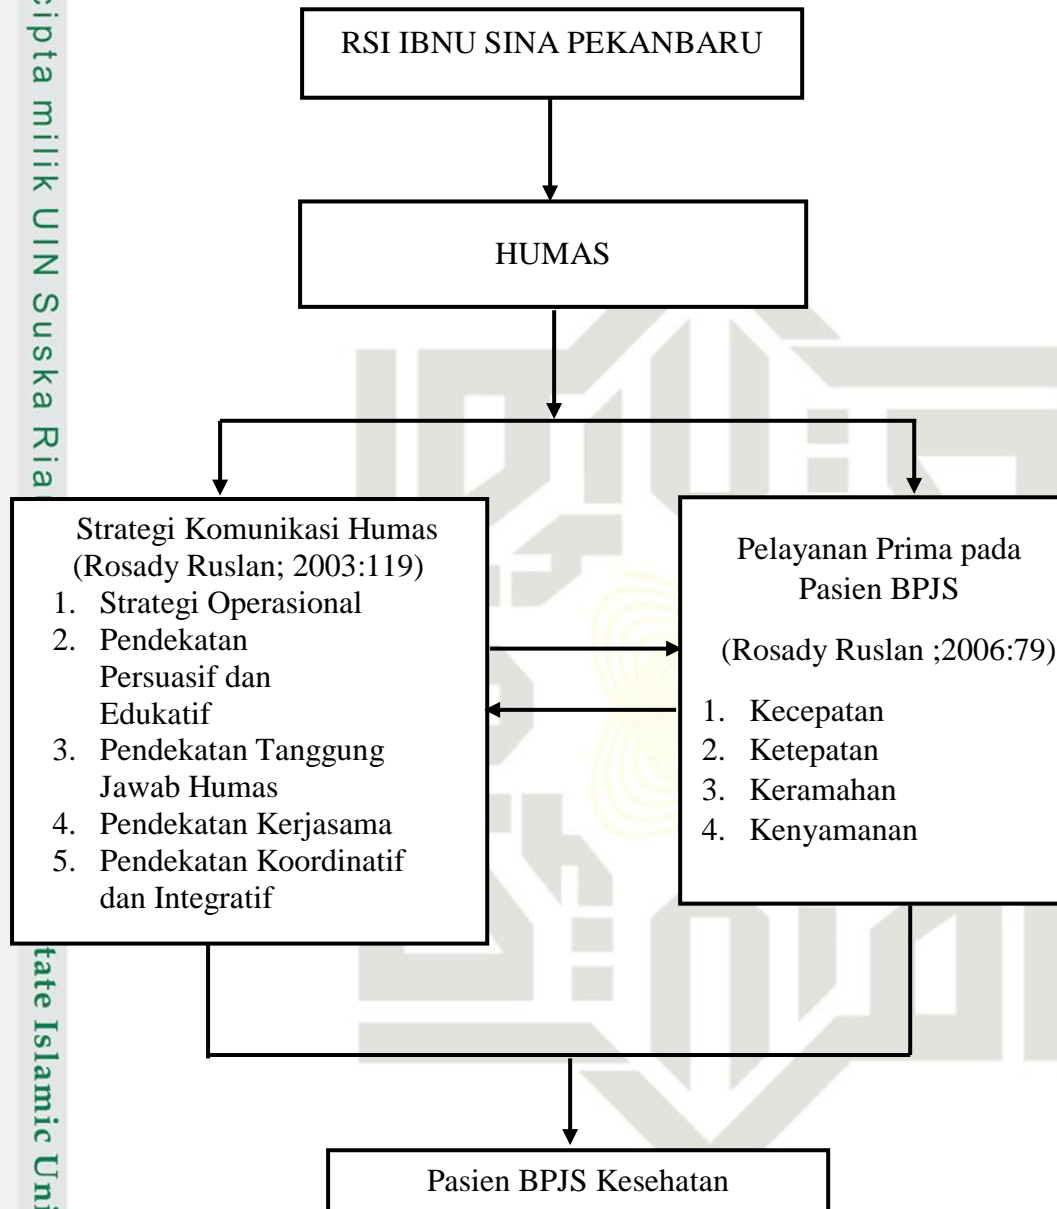 cipta milik UIN Suska Ria
tate Islamic Uni
RSI IBNU SINA PEKANBARU
HUMAS
Strategi Komunikasi Humas
(Rosady Ruslan; 2003:119)
1. Strategi Operasional
2. Pendekatan
Persuasif dan
Edukatif
3. Pendekatan Tanggung
Jawab Humas
4. Pendekatan Kerjasama
5. Pendekatan Koordinatif
dan Integratif
Pelayanan Prima pada
Pasien BPJS
(Rosady Ruslan ;2006:79)
1. Kecepatan
2. Ketepatan
3. Keramahan
4. Kenyamanan
Pasien BPJS Kesehatan